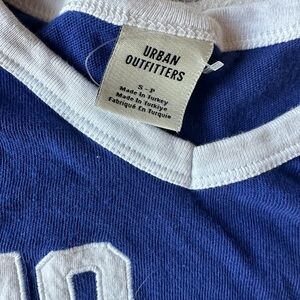 URBAN
OUTFITTERS
S - P
Made In Turkey
Made In Türkiye
Fabriqué En Turquie